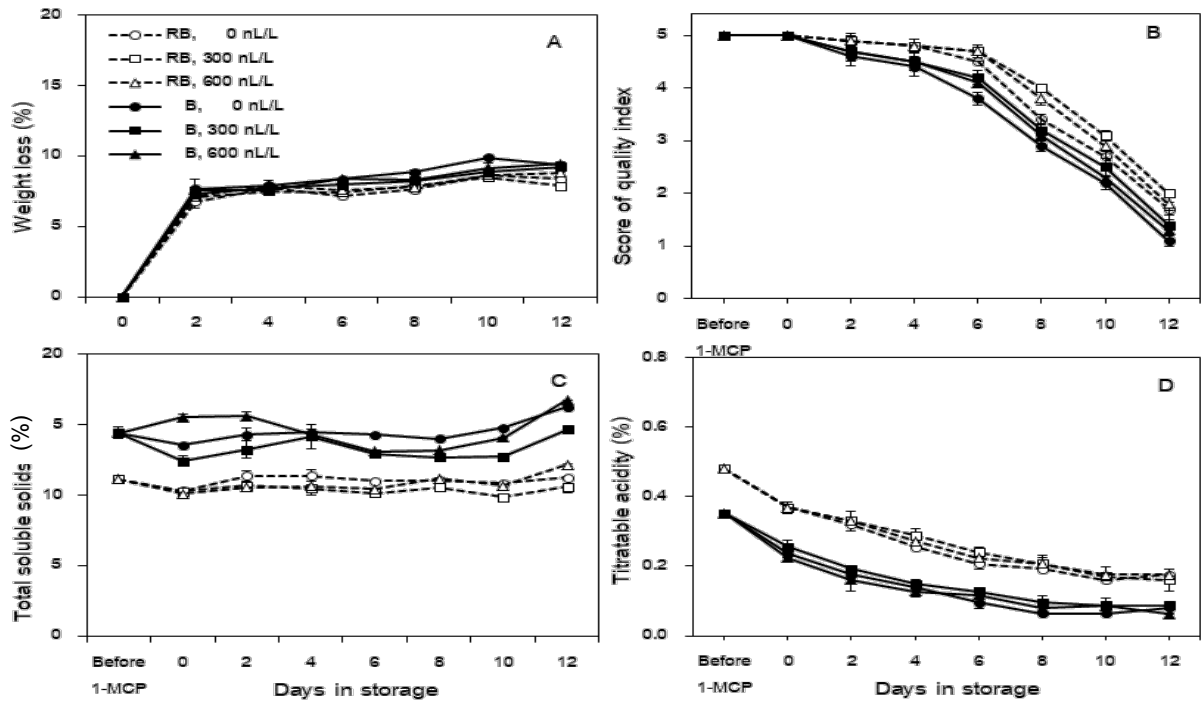 20
15
10
5
0
Weight loss (%)
RB, 0 nL/L
RB, 300 nL/L
RB, 600 nL/L
B, 0 nL/L
B, 300 nL/L
B, 600 nL/L
A
0 2 4 6 8 10 12
5
4
3
2
1
0
Score of quality index
B
Before 0 2 4 6 8 10 12
1-MCP
20
5
10
5
0
Total soluble solids (%)
C
Before 0 2 4 6 8 10 12
1-MCP
Days in storage
0.8
0.6
0.4
0.2
0.0
Titratable acidity (%)
D
Before 0 2 4 6 8 10 12
1-MCP
Days in storage